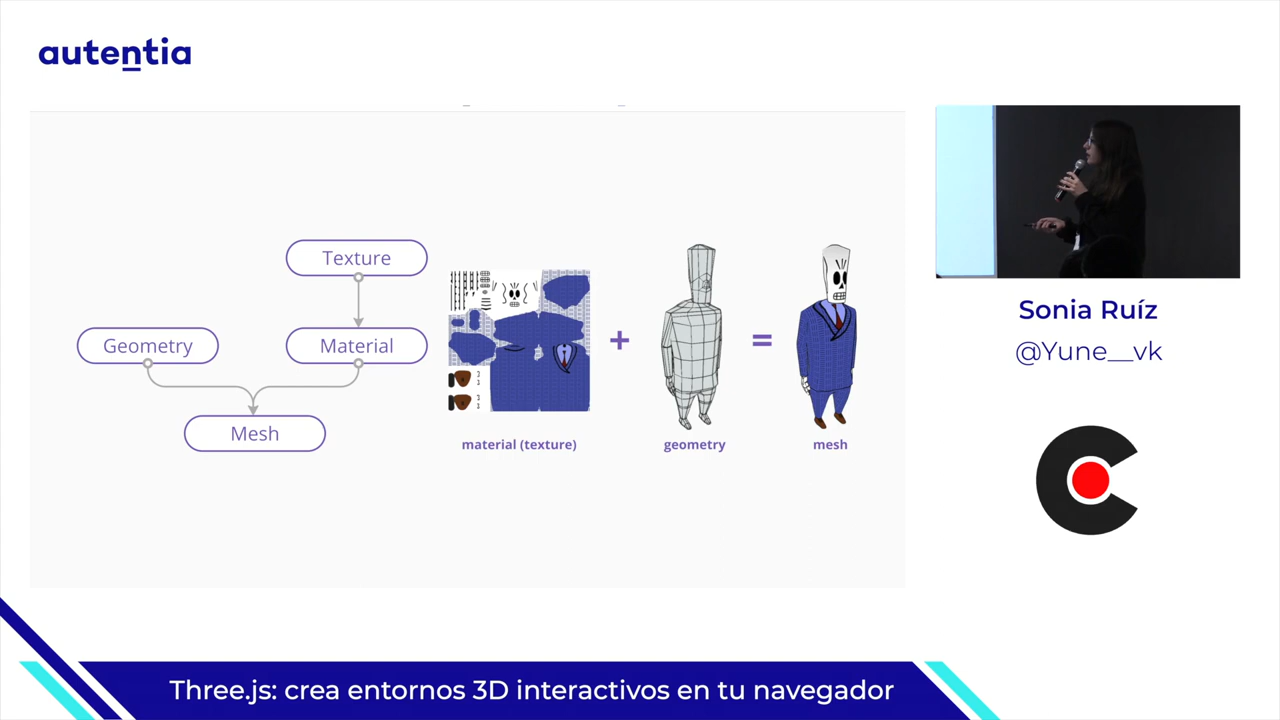 autentia
Texture
Geometry
Material
Mesh
+
=
material (texture)
geometry
mesh
Sonia Ruíz
@Yune__vk
Three.js: crea entornos 3D interactivos en tu navegador